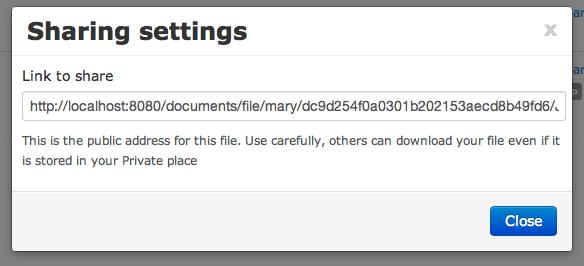 Sharing settings
x
Link to share
http://localhost:8080/documents/file/mary/dc9d254f0a0301b202153aecd8b49fd6/
This is the public address for this file. Use carefully, others can download your file even if it
is stored in your Private place
Close